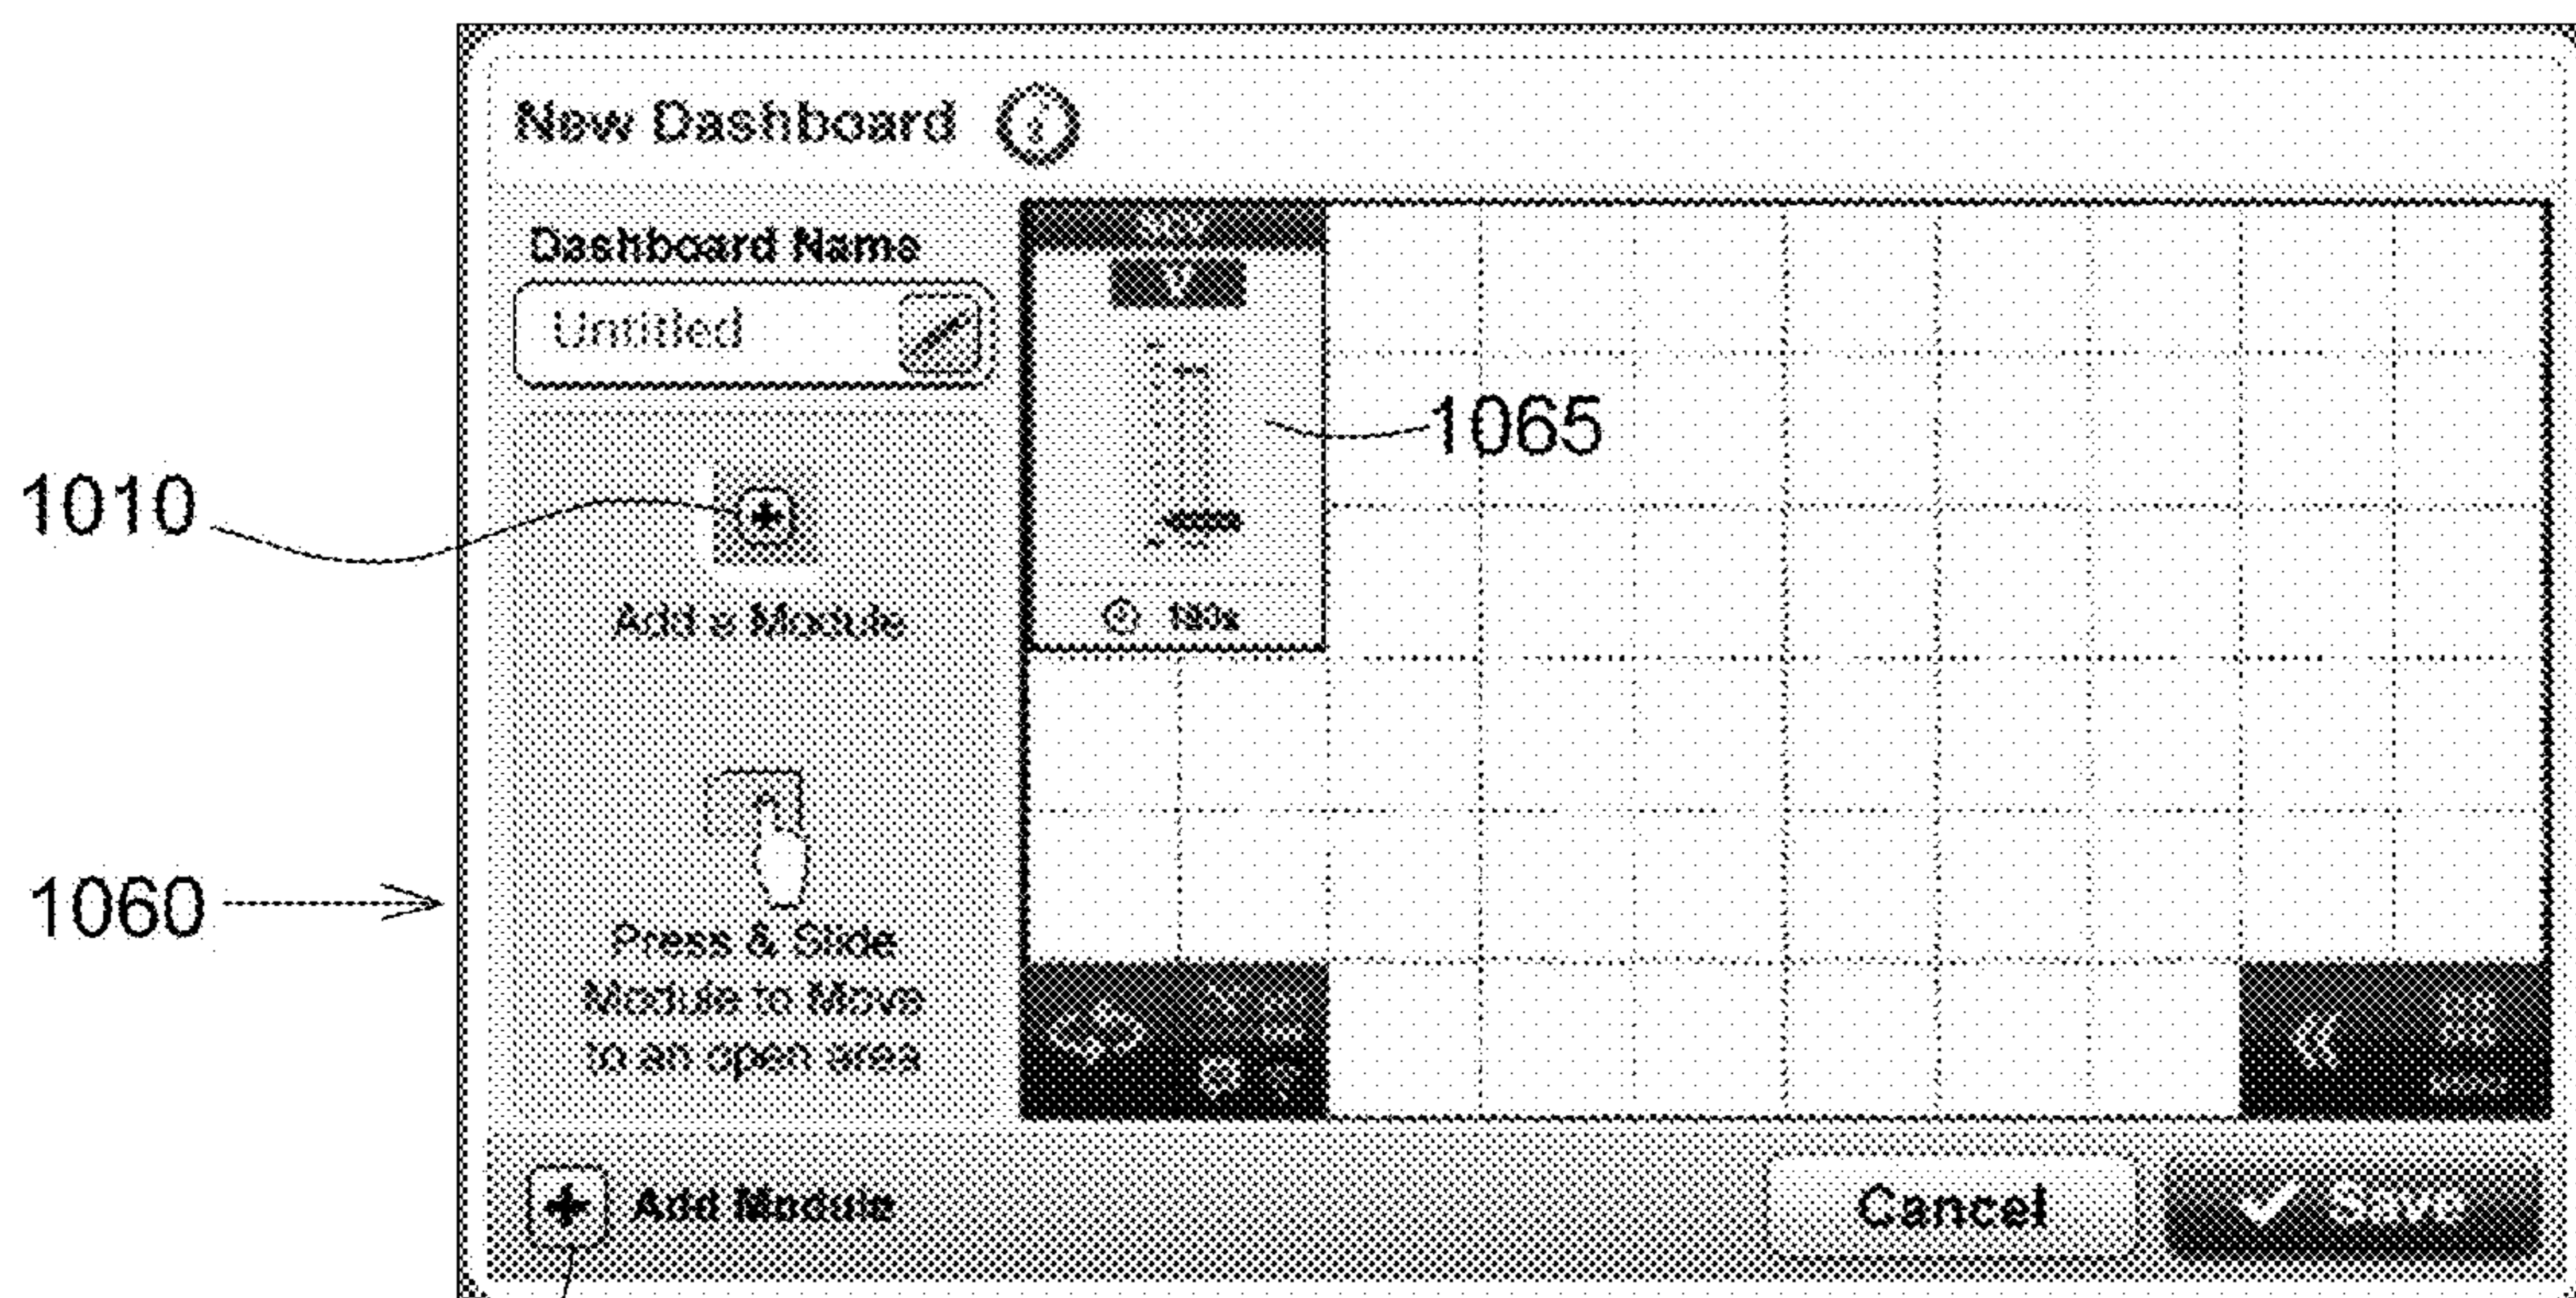 New Dashboard
Dashboard Name
Untitled
1065
1010
Add a Module
1060
Press & Slide
Module to Move
to an open area
Add Module
Cancel
Save